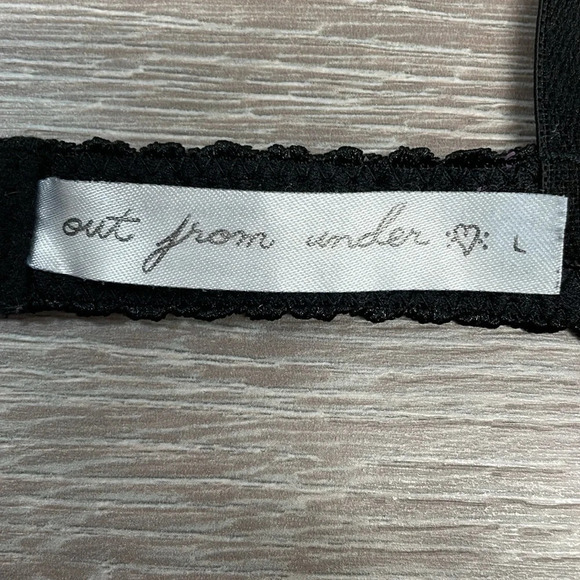 out from under :♡: L